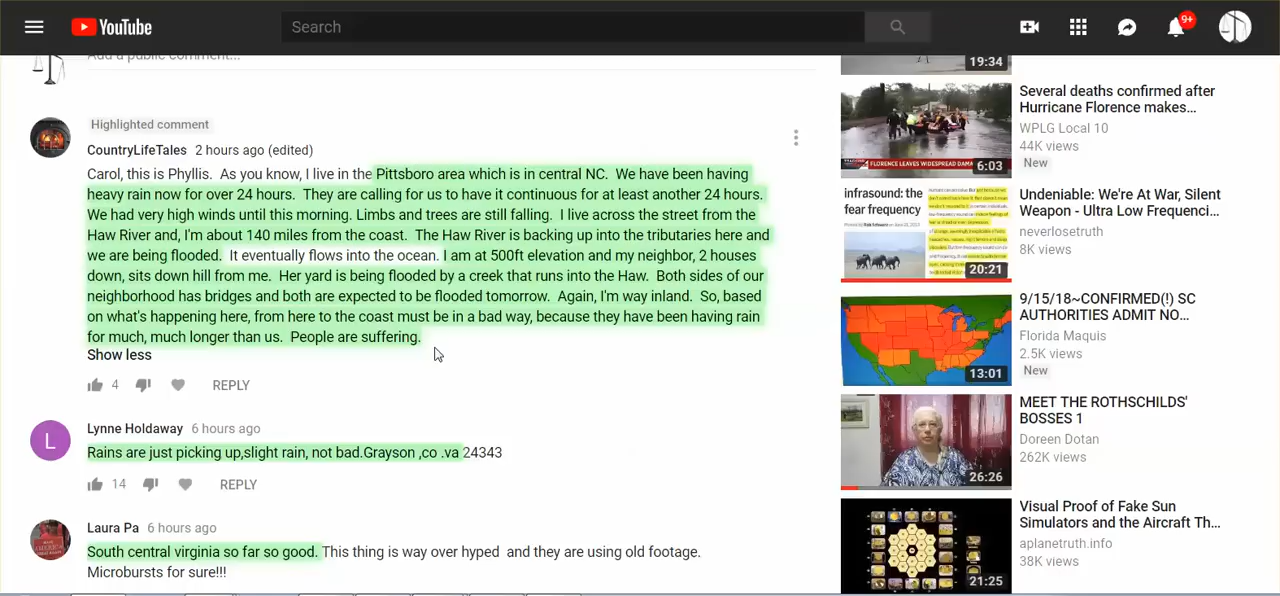 YouTube
Search
9+
Add a public comment...
19:34
Highlighted comment
CountryLifeTales 2 hours ago (edited)
Carol, this is Phyllis. As you know, I live in the Pittsboro area which is in central NC. We have been having
heavy rain now for over 24 hours. They are calling for us to have it continuous for at least another 24 hours.
We had very high winds until this morning. Limbs and trees are still falling. I live across the street from the
Haw River and, I'm about 140 miles from the coast. The Haw River is backing up into the tributaries here and
we are being flooded. It eventually flows into the ocean. I am at 500ft elevation and my neighbor, 2 houses
down, sits down hill from me. Her yard is being flooded by a creek that runs into the Haw. Both sides of our
neighborhood has bridges and both are expected to be flooded tomorrow. Again, I'm way inland. So, based
on what's happening here, from here to the coast must be in a bad way, because they have been having rain
for much, much longer than us. People are suffering.
Show less
4 REPLY
Lynne Holdaway 6 hours ago
L
Rains are just picking up,slight rain, not bad.Grayson ,co .va 24343
14 REPLY
Laura Pa 6 hours ago
South central virginia so far so good. This thing is way over hyped and they are using old footage.
Microbursts for sure!!!
Several deaths confirmed after
Hurricane Florence makes...
WPLG Local 10
44K views
New
FLORENCE LEAVES WIDESPREAD DAMA
6:03
Undeniable: We're At War, Silent
Weapon - Ultra Low Frequenci...
neverlosetruth
8K views
infrasound: the
fear frequency
20:21
9/15/18~CONFIRMED(!) SC
AUTHORITIES ADMIT NO...
Florida Maquis
2.5K views
New
13:01
MEET THE ROTHSCHILDS'
BOSSES 1
Doreen Dotan
262K views
26:26
Visual Proof of Fake Sun
Simulators and the Aircraft Th...
aplanetruth.info
38K views
21:25